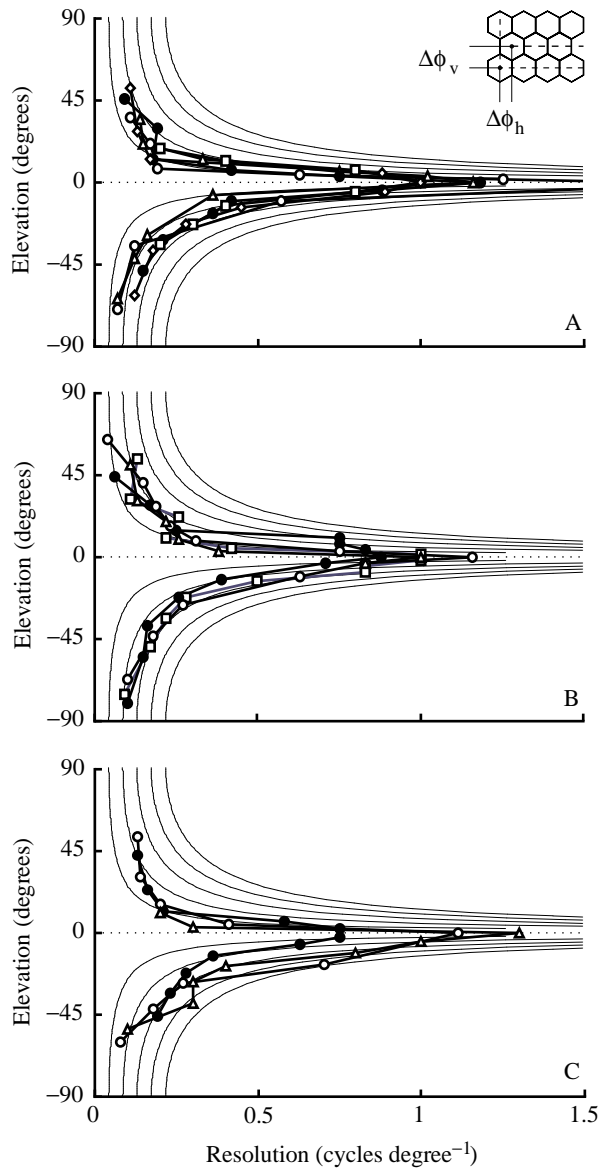 90
45
0
−45
−90
Elevation (degrees)
Δϕv
Δϕh
A
90
45
0
−45
−90
Elevation (degrees)
B
90
45
0
−45
−90
Elevation (degrees)
C
0
0.5
1
1.5
Resolution (cycles degree⁻¹)